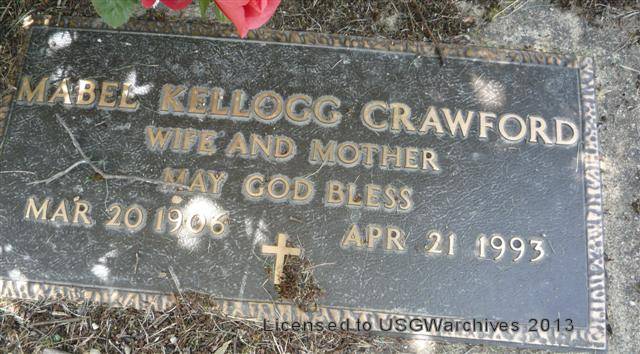 MABEL KELLOGG CRAWFORD
WIFE AND MOTHER
MAY GOD BLESS
MAR 20 1906 APR 21 1993
Licensed to USGWarchives 2013